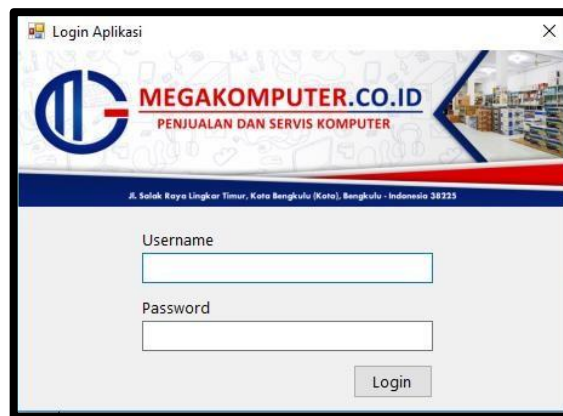 Login Aplikasi
MEGAKOMPUTER.CO.ID
PENJUALAN DAN SERVIS KOMPUTER
Jl. Salak Raya Lingkar Timur, Kota Bengkulu (Kota), Bengkulu - Indonesia 38225
Username
Password
Login